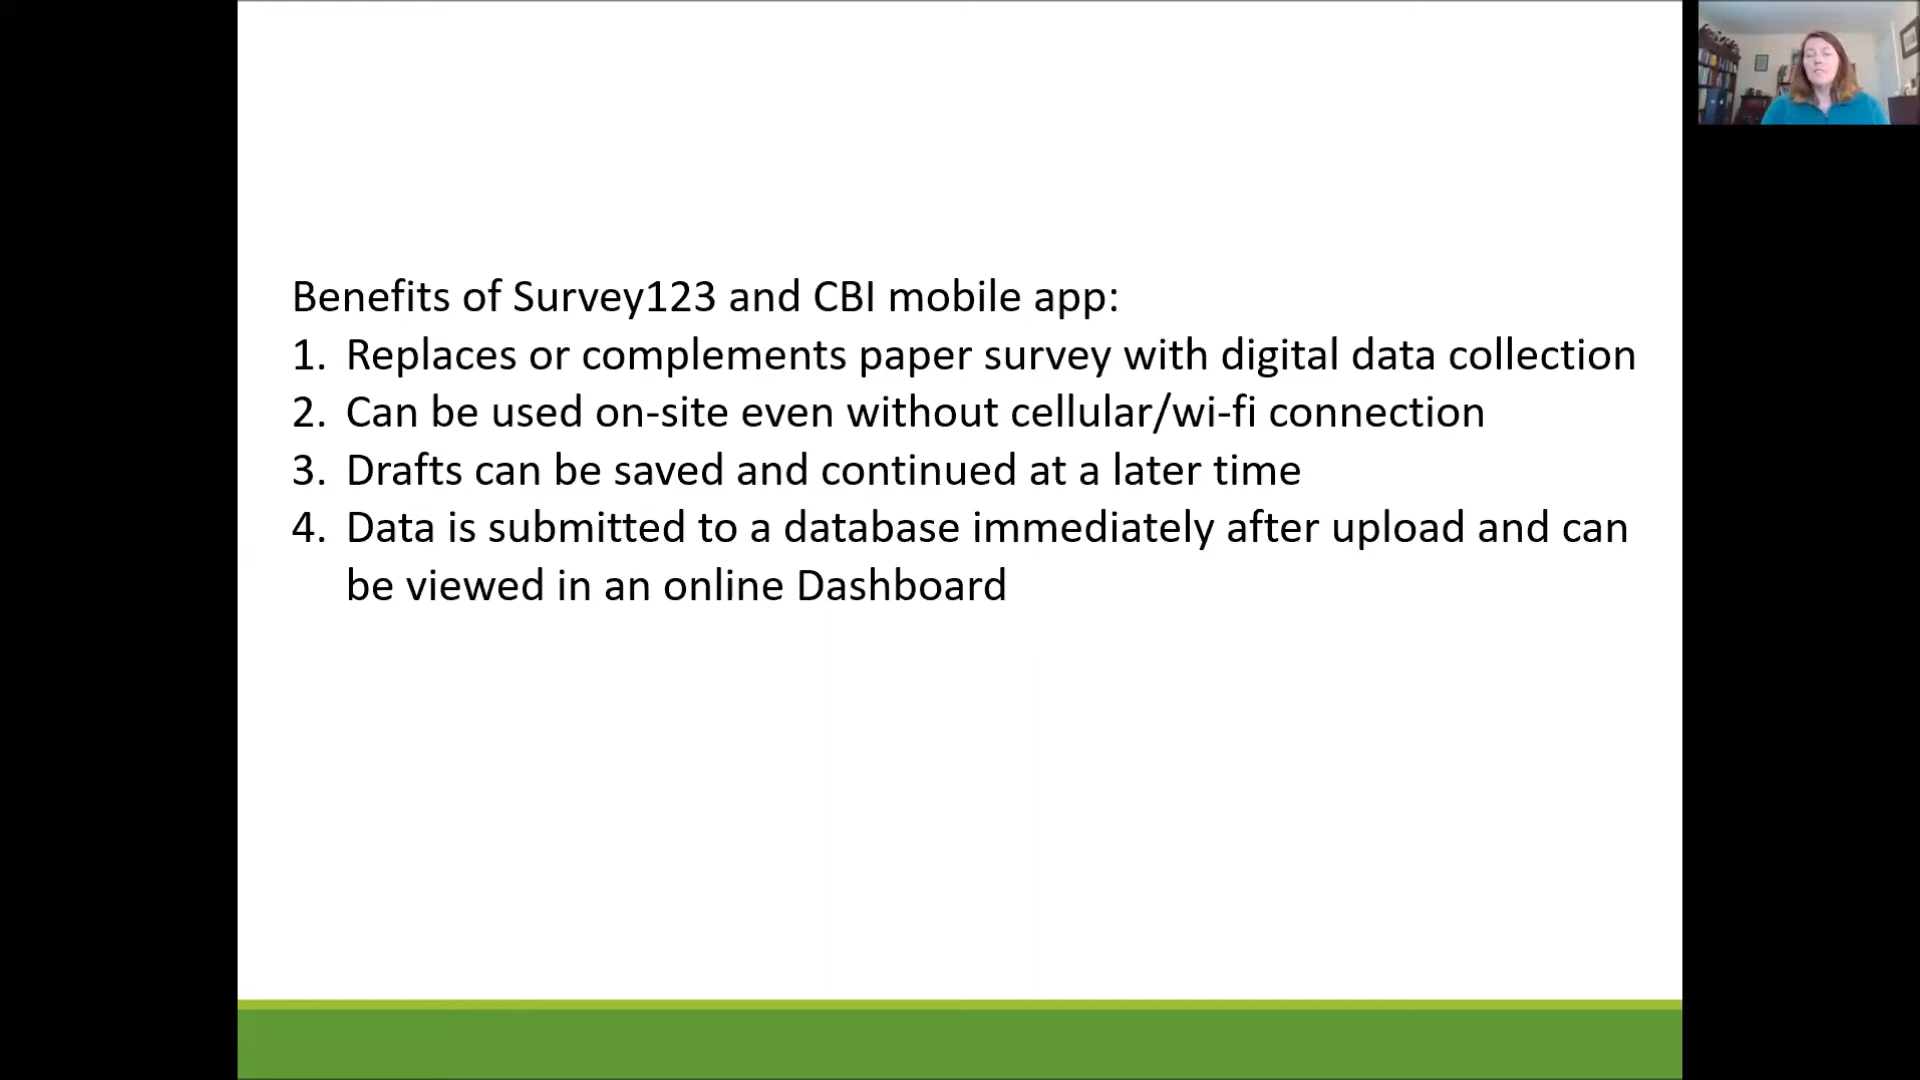 Benefits of Survey123 and CBI mobile app:
1. Replaces or complements paper survey with digital data collection
2. Can be used on-site even without cellular/wi-fi connection
3. Drafts can be saved and continued at a later time
4. Data is submitted to a database immediately after upload and can
be viewed in an online Dashboard